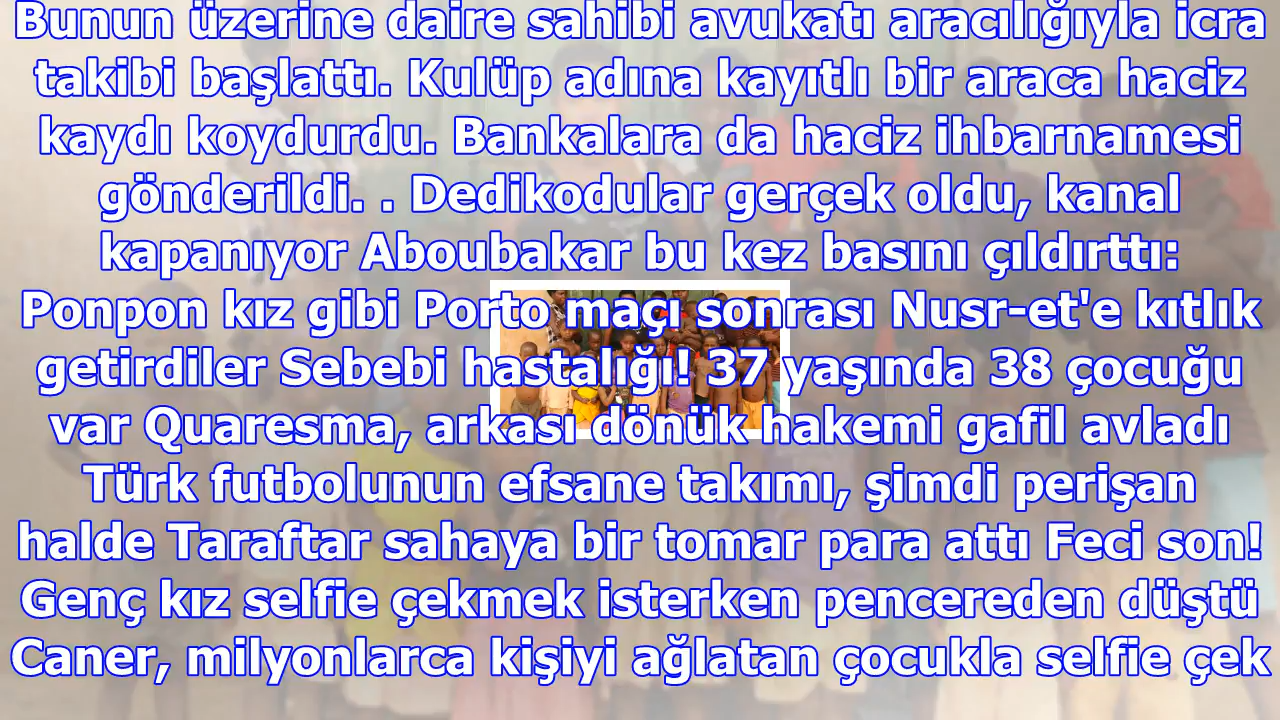 Bunun üzerine daire sahibi avukatı aracılığıyla icra
takibi başlattı. Kulüp adına kayıtlı bir araca haciz
kaydı koydurdu. Bankalara da haciz ihbarnamesi
gönderildi. . Dedikodular gerçek oldu, kanal
kapanıyor Aboubakar bu kez basını çıldırttı:
Ponpon kız gibi Porto maçı sonrası Nusr-et'e kıtlık
getirdiler Sebebi hastalığı! 37 yaşında 38 çocuğu
var Quaresma, arkası dönük hakemi gafil avladı
Türk futbolunun efsane takımı, şimdi perişan
halde Taraftar sahaya bir tomar para attı Feci son!
Genç kız selfie çekmek isterken pencereden düştü
Caner, milyonlarca kişiyi ağlatan çocukla selfie çek